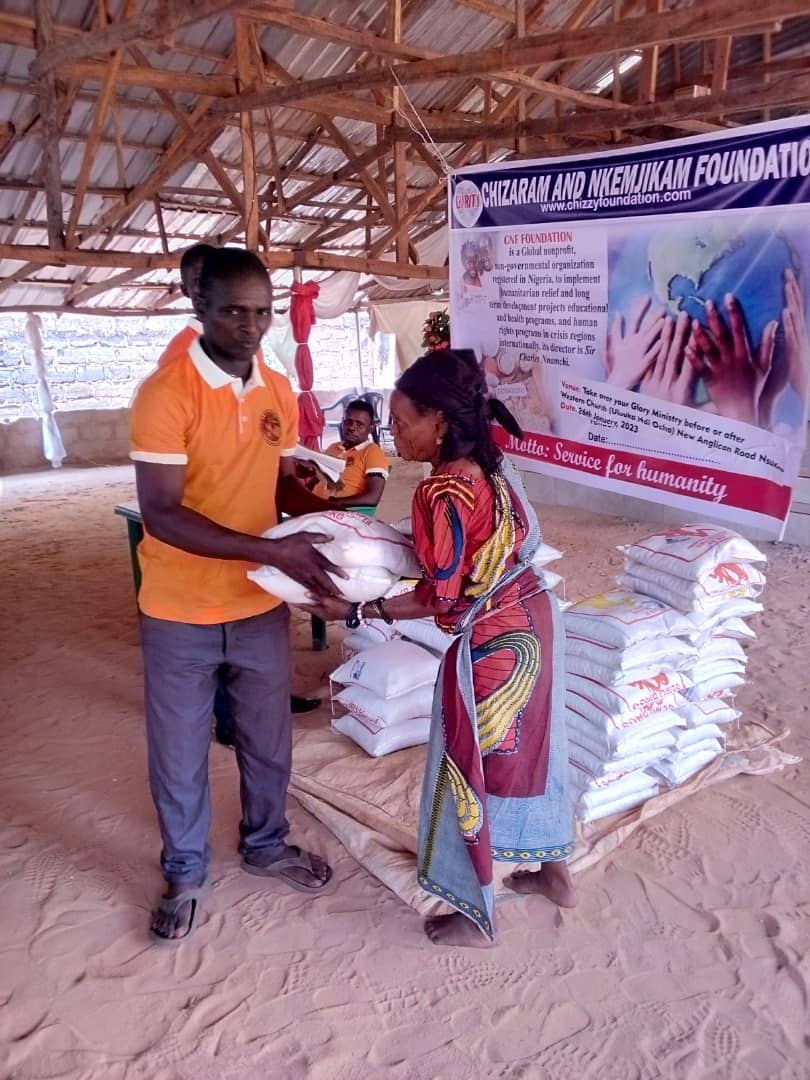 CHIZARAM AND NKEMJIKAM FOUNDATION
www.chizzyfoundation.com
CNF FOUNDATION
is a Global nonprofit,
non-governmental organization
registered in Nigeria, to implement
humanitarian relief and long
term development projects educational
and health programs, and human
rights programs in crisis regions
internationally, its director is Sir
Charles Nnamchi.
Venue: Take over your Glory Ministry before or after
Western Church (Uluuka Ndi Ocha) New Anglican Road Nsukka
Date: 26th January, 2023
Date:
Motto: Service for humanity